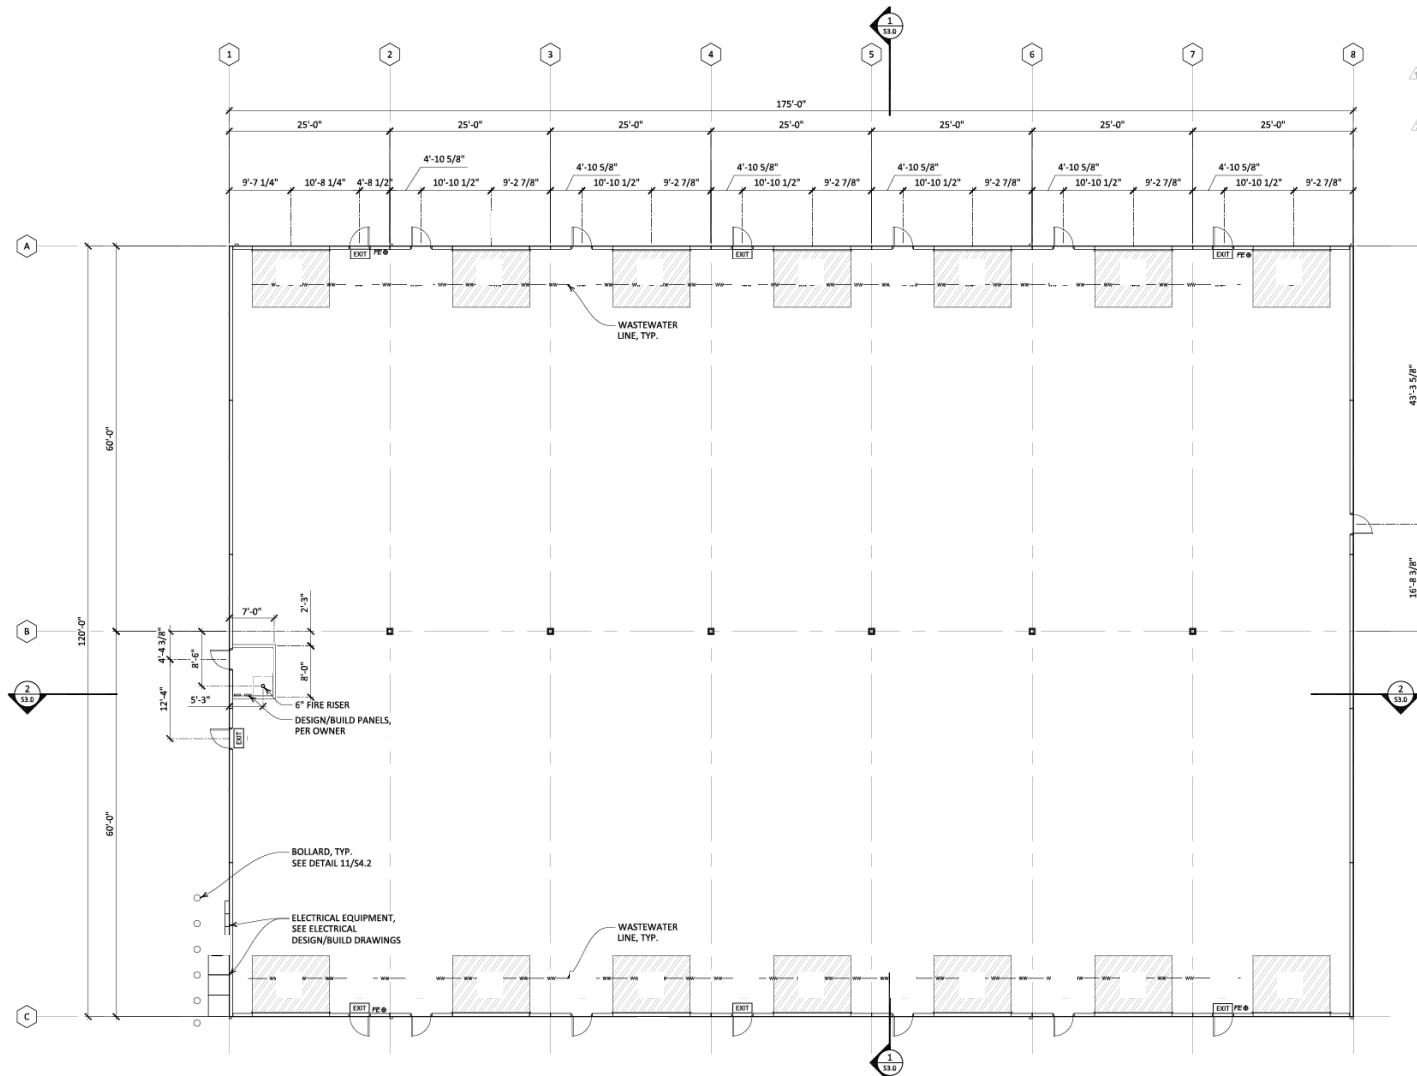 1
S3.0
1
2
3
4
5
6
7
8
175'-0"
25'-0"
25'-0"
25'-0"
25'-0"
25'-0"
25'-0"
25'-0"
4'-10 5/8"
4'-10 5/8"
4'-10 5/8"
4'-10 5/8"
4'-10 5/8"
4'-10 5/8"
9'-7 1/4"
10'-8 1/4"
4'-8 1/2"
10'-10 1/2"
9'-2 7/8"
10'-10 1/2"
9'-2 7/8"
10'-10 1/2"
9'-2 7/8"
10'-10 1/2"
9'-2 7/8"
10'-10 1/2"
9'-2 7/8"
10'-10 1/2"
9'-2 7/8"
A
EXIT
FE
EXIT
EXIT
FE
WASTEWATER
LINE, TYP.
43'-3 5/8"
60'-0"
16'-8 3/8"
7'-0"
2'-3"
B
120'-0"
4'-4 3/8"
8'-6"
8'-0"
12'-4"
5'-3"
6" FIRE RISER
DESIGN/BUILD PANELS,
PER OWNER
2
S3.0
2
S3.0
EXIT
60'-0"
BOLLARD, TYP.
SEE DETAIL 11/S4.2
ELECTRICAL EQUIPMENT,
SEE ELECTRICAL
DESIGN/BUILD DRAWINGS
WASTEWATER
LINE, TYP.
C
EXIT
FE
EXIT
EXIT
FE
1
S3.0